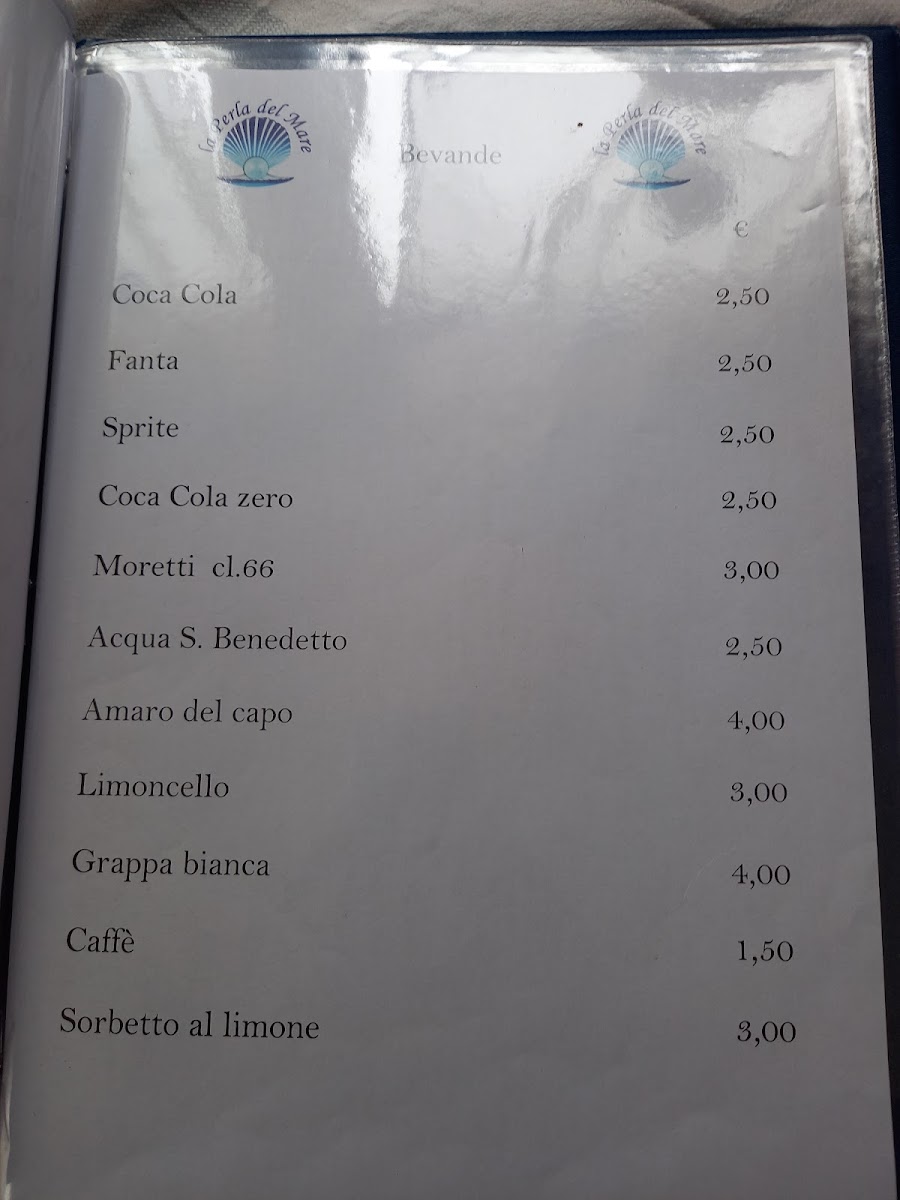 la Perla del Mare
Bevande
la Perla del Mare
€
Coca Cola 2,50
Fanta 2,50
Sprite 2,50
Coca Cola zero 2,50
Moretti cl.66 3,00
Acqua S. Benedetto 2,50
Amaro del capo 4,00
Limoncello 3,00
Grappa bianca 4,00
Caffè 1,50
Sorbetto al limone 3,00